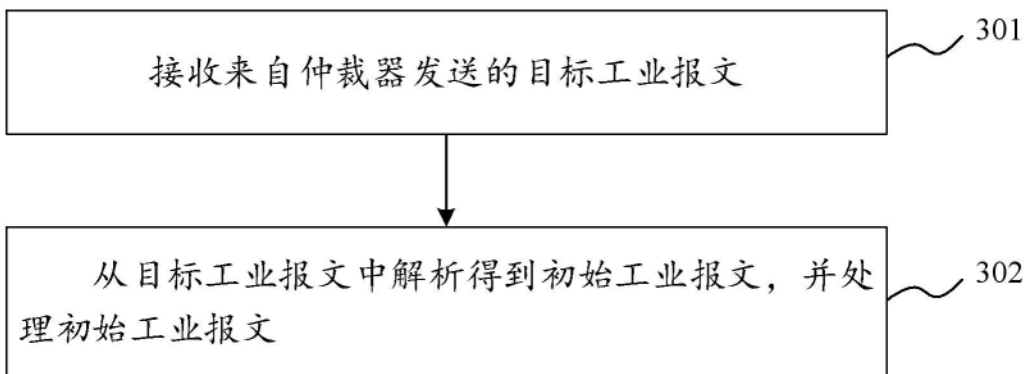 接收来自仲裁器发送的目标工业报文
301
从目标工业报文中解析得到初始工业报文，并处
理初始工业报文
302